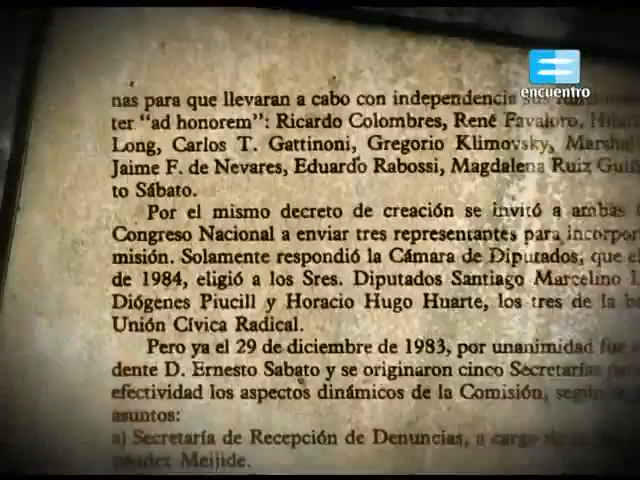 encuentro
nas para que llevaran a cabo con independencia sus
ter "ad honorem": Ricardo Colombres, René Favaloro,
Long, Carlos T. Gattinoni, Gregorio Klimovsky,
Jaime F. de Nevares, Eduardo Rabossi, Magdalena Ruiz
to Sábato.
Por el mismo decreto de creación se invitó a ambas
Congreso Nacional a enviar tres representantes para
misión. Solamente respondió la Cámara de Diputados, que
de 1984, eligió a los Sres. Diputados Santiago Marcelino
Diógenes Piucill y Horacio Hugo Huarte, los tres de la
Unión Cívica Radical.
Pero ya el 29 de diciembre de 1983, por unanimidad fue
dente D. Ernesto Sabato y se originaron cinco Secretarías
efectividad los aspectos dinámicos de la Comisión, según
asuntos:
a) Secretaría de Recepción de Denuncias, a cargo de
Meijide.